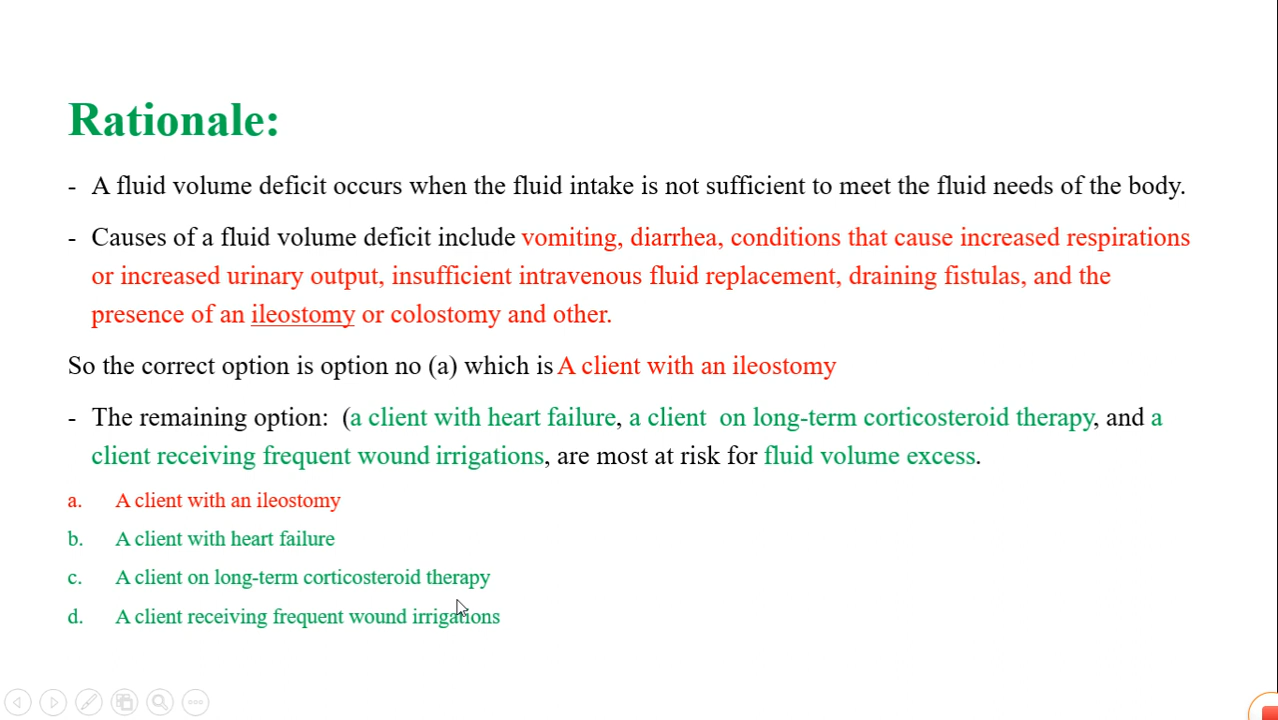 Rationale:
- A fluid volume deficit occurs when the fluid intake is not sufficient to meet the fluid needs of the body.
- Causes of a fluid volume deficit include vomiting, diarrhea, conditions that cause increased respirations
or increased urinary output, insufficient intravenous fluid replacement, draining fistulas, and the
presence of an ileostomy or colostomy and other.
So the correct option is option no (a) which is A client with an ileostomy
- The remaining option: (a client with heart failure, a client on long-term corticosteroid therapy, and a
client receiving frequent wound irrigations, are most at risk for fluid volume excess.
a. A client with an ileostomy
b. A client with heart failure
c. A client on long-term corticosteroid therapy
d. A client receiving frequent wound irrigations